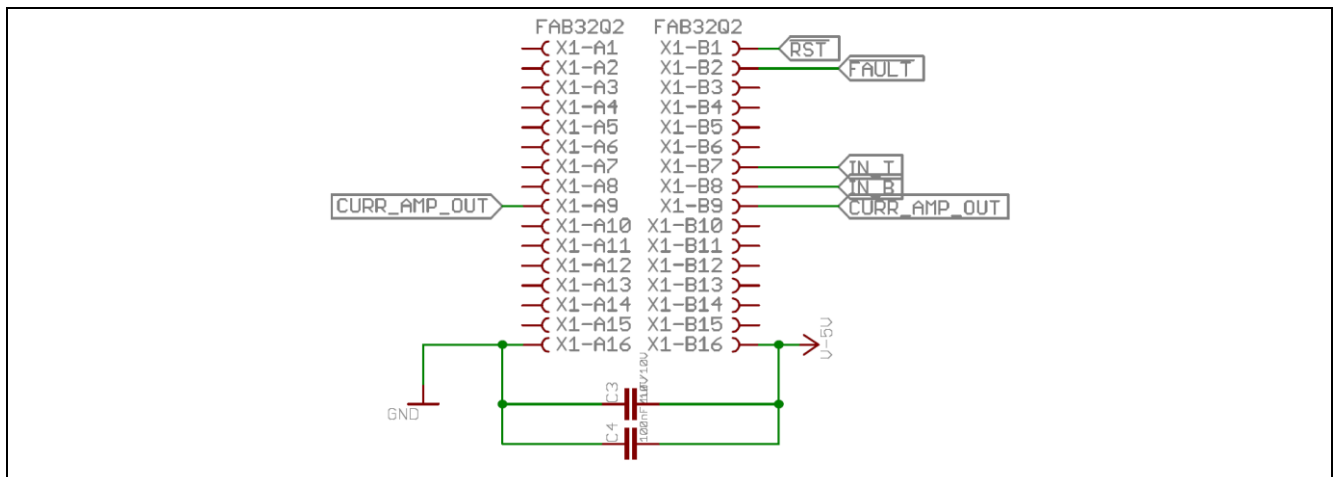 FAB32Q2 FAB32Q2
X1-A1 X1-B1 RST
X1-A2 X1-B2 FAULT
X1-A3 X1-B3
X1-A4 X1-B4
X1-A5 X1-B5
X1-A6 X1-B6
X1-A7 X1-B7 IN_T
X1-A8 X1-B8 IN_B
CURR_AMP_OUT X1-A9 X1-B9 CURR_AMP_OUT
X1-A10 X1-B10
X1-A11 X1-B11
X1-A12 X1-B12
X1-A13 X1-B13
X1-A14 X1-B14
X1-A15 X1-B15
X1-A16 X1-B16 V-5V
GND
C3
C4 100nF